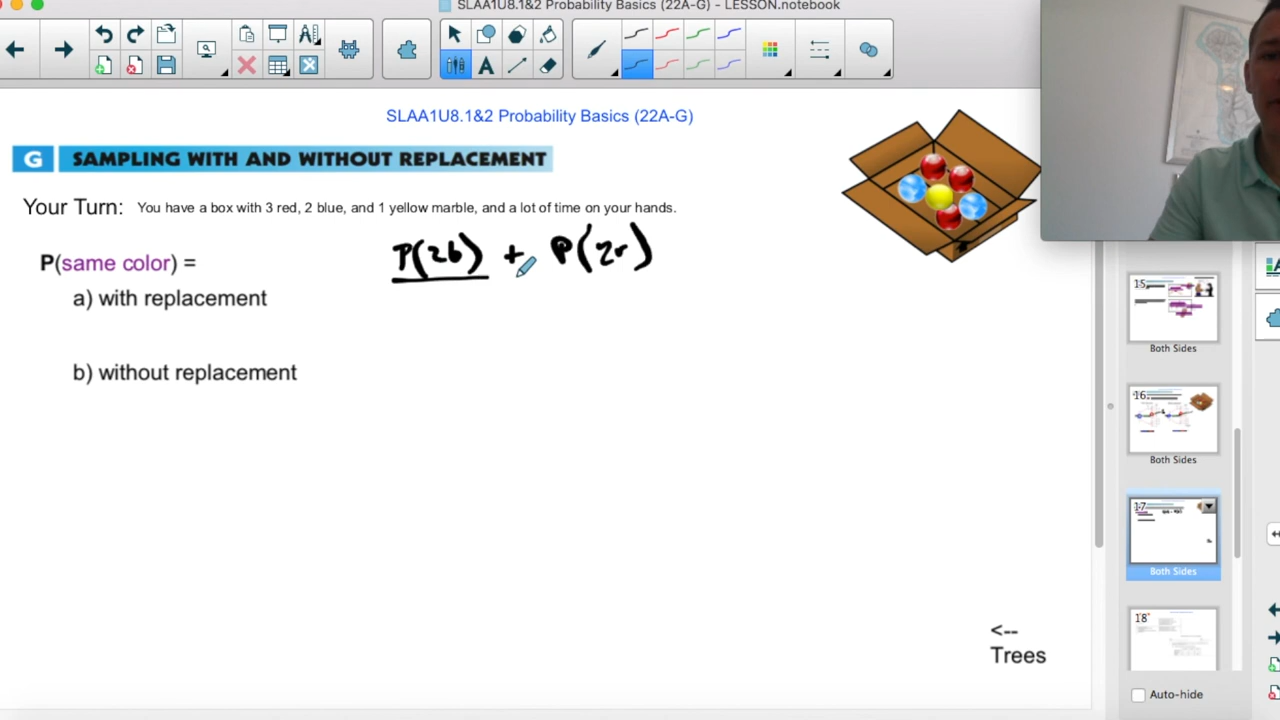 SLAA1U8.1&2 Probability Basics (22A-G) - LESSON.notebook
SLAA1U8.1&2 Probability Basics (22A-G)
G SAMPLING WITH AND WITHOUT REPLACEMENT
Your Turn: You have a box with 3 red, 2 blue, and 1 yellow marble, and a lot of time on your hands.
P(same color) = P(2b) + P(2r)
a) with replacement
b) without replacement
<--
Trees
15
Both Sides
16
Both Sides
17
Both Sides
18
Auto-hide